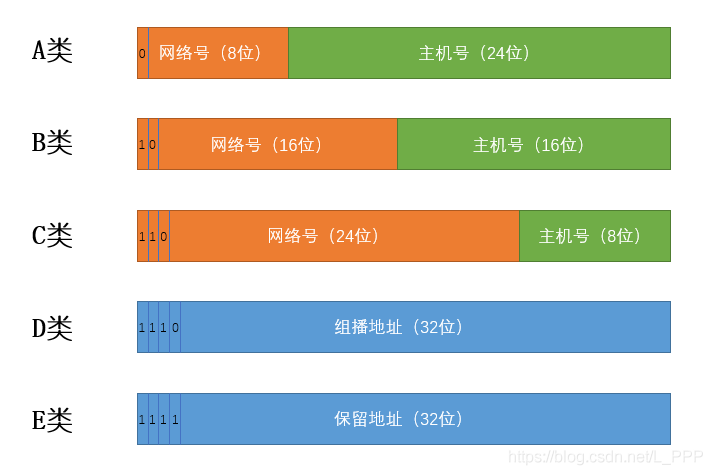 A类
0 网络号（8位） 主机号（24位）
B类
1 0 网络号（16位） 主机号（16位）
C类
1 1 0 网络号（24位） 主机号（8位）
D类
1 1 1 0 组播地址（32位）
E类
1 1 1 1 保留地址（32位）
https://blog.csdn.net/L_PPP